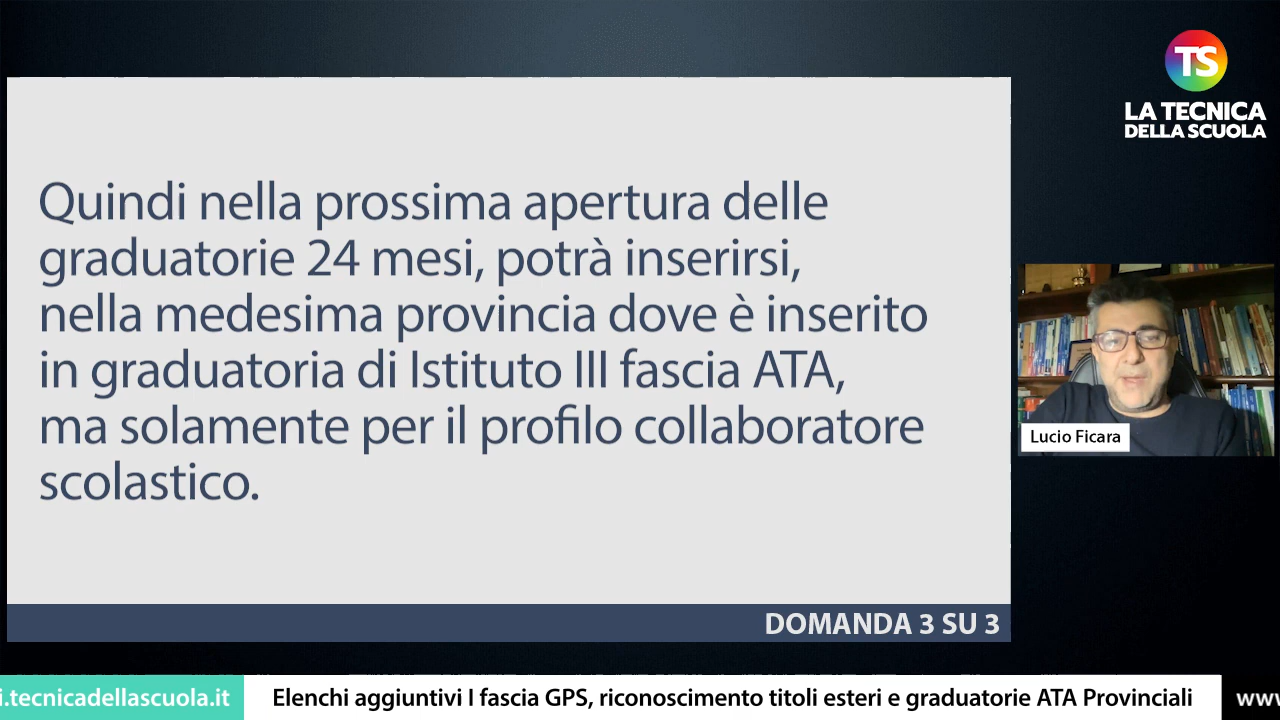 TS
LA TECNICA
DELLA SCUOLA
Quindi nella prossima apertura delle
graduatorie 24 mesi, potrà inserirsi,
nella medesima provincia dove è inserito
in graduatoria di Istituto III fascia ATA,
ma solamente per il profilo collaboratore
scolastico.
Lucio Ficara
DOMANDA 3 SU 3
i.tecnicadellascuola.it
Elenchi aggiuntivi I fascia GPS, riconoscimento titoli esteri e graduatorie ATA Provinciali
www.